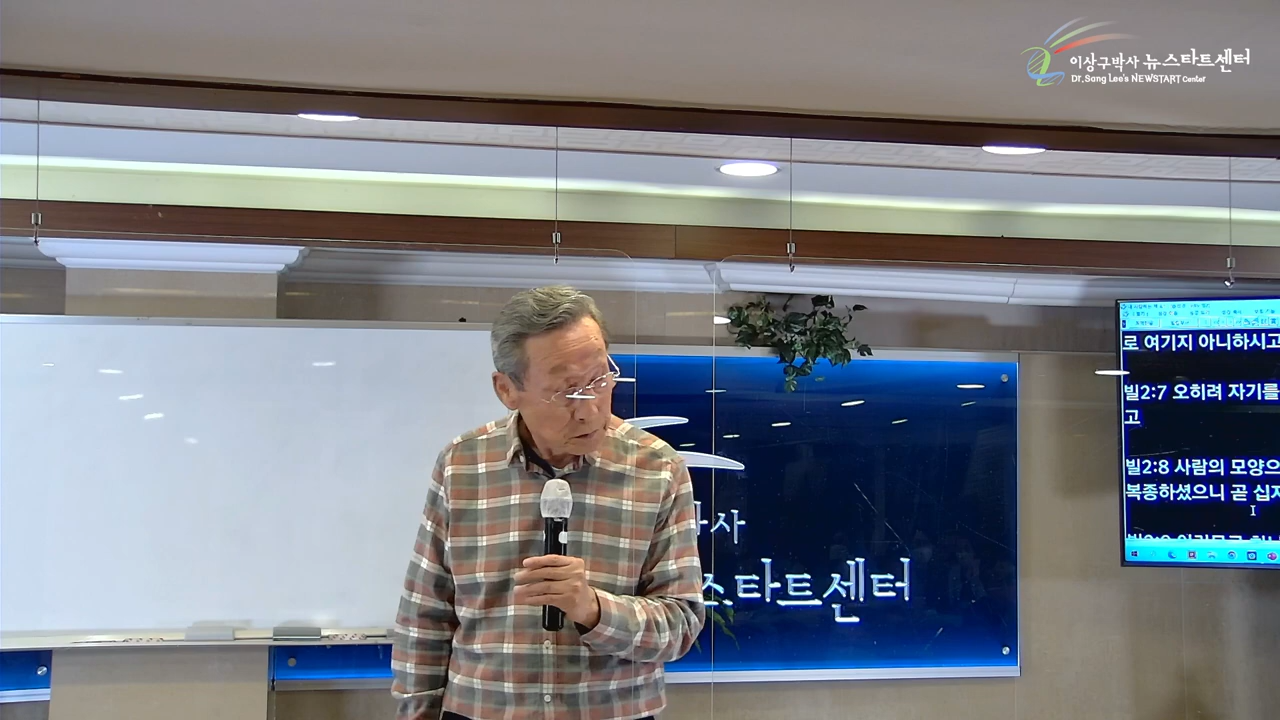 이상구박사 뉴스타트센터
Dr. Sang Lee's NEWSTART Center
로 여기지 아니하시고
빌2:7 오히려 자기를
고
빌2:8 사람의 모양으
복종하셨으니 곧 십자
사
스타트센터